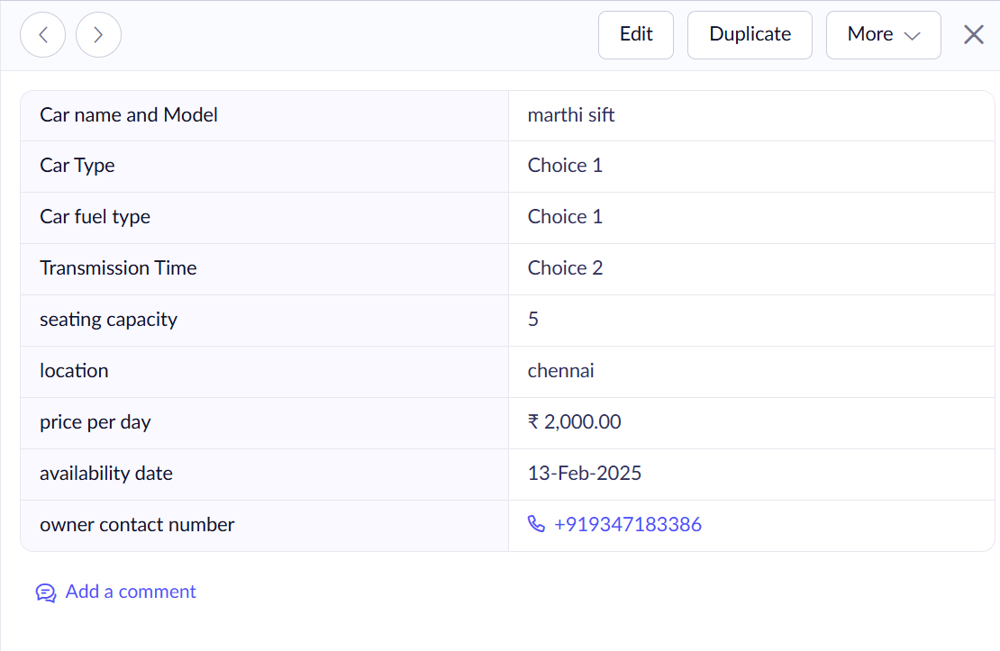 Edit Duplicate More
Car name and Model marthi sift
Car Type Choice 1
Car fuel type Choice 1
Transmission Time Choice 2
seating capacity 5
location chennai
price per day ₹ 2,000.00
availability date 13-Feb-2025
owner contact number +919347183386
Add a comment